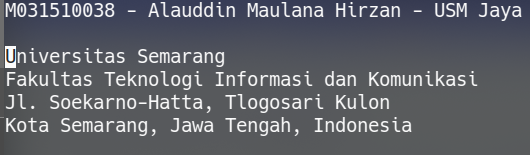 M031510038 - Alauddin Maulana Hirzan - USM Jaya
Universitas Semarang
Fakultas Teknologi Informasi dan Komunikasi
Jl. Soekarno-Hatta, Tlogosari Kulon
Kota Semarang, Jawa Tengah, Indonesia